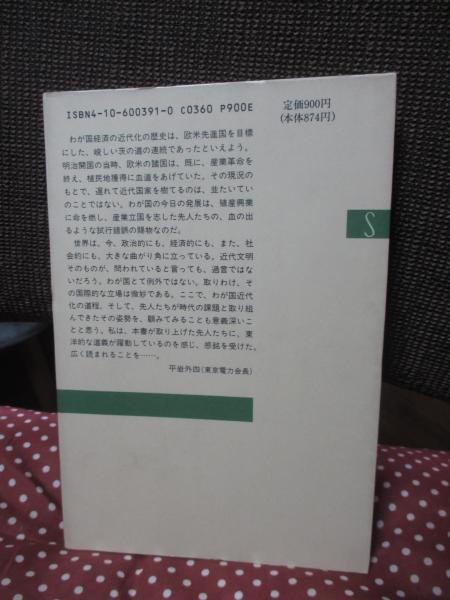 ISBN4-10-600391-0 C0360 P900E
定価900円
(本体874円)
わが国経済の近代化の歴史は、欧米先進国を目標
にした、峻しい茨の道の連続であったといえよう。
明治開国の当時、欧米の諸国は、既に、産業革命を
終え、植民地獲得に血道をあげていた。その現況の
もとで、遅れて近代国家を樹てるのは、並たいてい
のことではない。わが国の今日の発展は、殖産興業
に命を燃し、産業立国を志した先人たちの、血の出
るような試行錯誤の賜物なのだ。
世界は、今、政治的にも、経済的にも、また、社
会的にも、大きな曲がり角に立っている。近代文明
そのものが、問われていると言っても、過言ではな
いだろう。わが国とて例外ではない。取りわけ、そ
の国際的な立場は微妙である。ここで、わが国近代
化の道程、そして、先人たちが時代の課題と取り組
んできたその姿勢を、顧みてみることも意義深いこ
とと思う。私は、本書が取り上げた先人たちに、東
洋的な道義が躍動しているのを感じ、感銘を受けた。
広く読まれることを……。
平岩外四(東京電力会長)
S